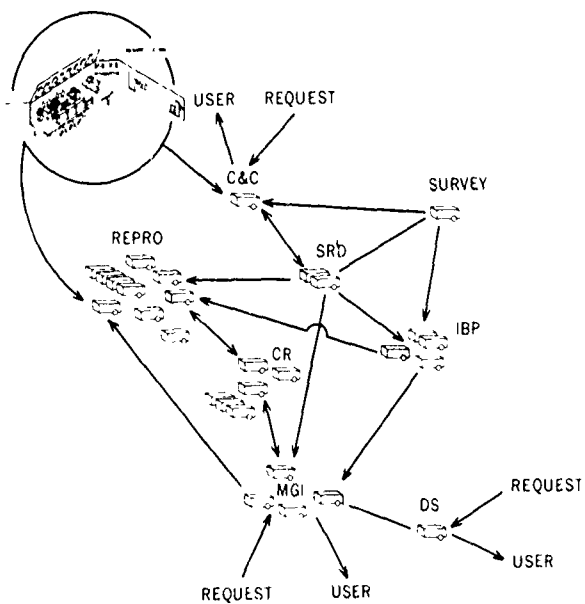 USER REQUEST
C&C
SURVEY
REPRO
SRD
IBP
CR
MGI
DS
REQUEST
USER
REQUEST USER